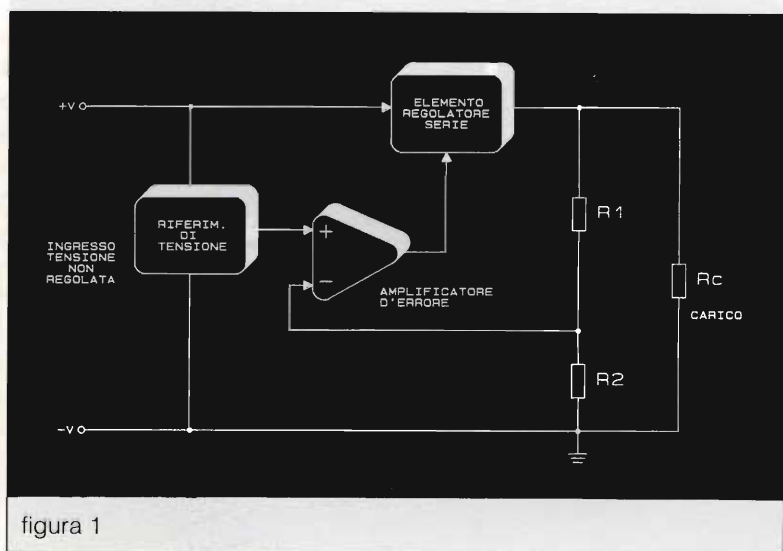 +V
ELEMENTO
REGOLATORE
SERIE
RIFERIM.
DI
TENSIONE
+
R1
INGRESSO
TENSIONE
NON
REGOLATA
−
AMPLIFICATORE
D'ERRORE
Rc
CARICO
R2
-V
figura 1